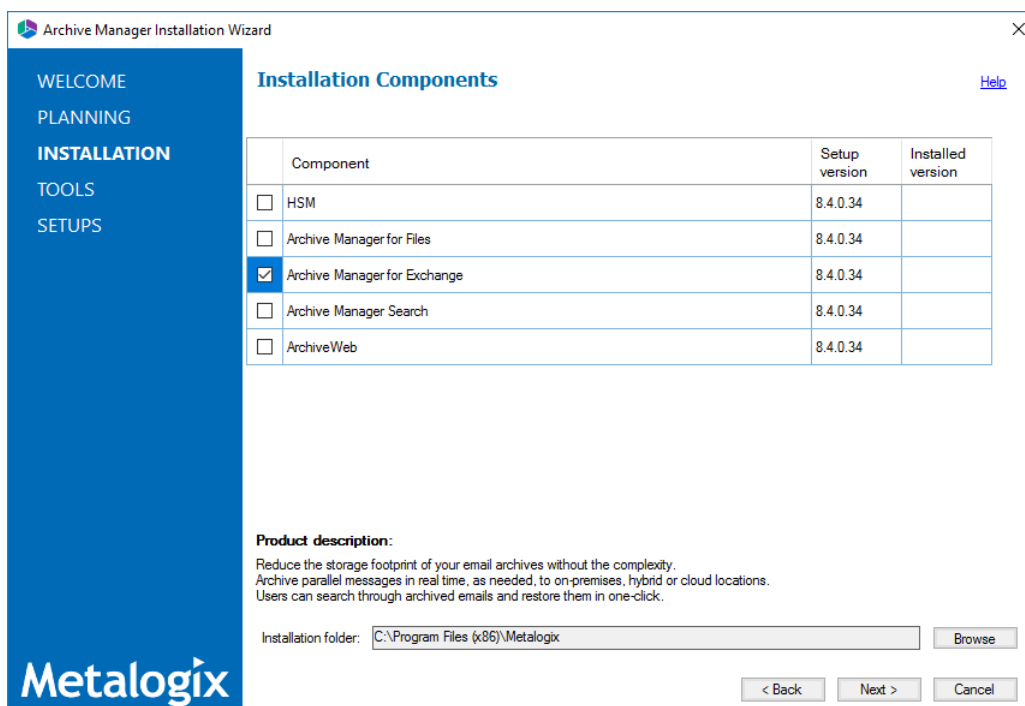 Archive Manager Installation Wizard
WELCOME
PLANNING
INSTALLATION
TOOLS
SETUPS
Installation Components
Help
Component
Setup version
Installed version
HSM 8.4.0.34
Archive Manager for Files 8.4.0.34
Archive Manager for Exchange 8.4.0.34
Archive Manager Search 8.4.0.34
ArchiveWeb 8.4.0.34
Product description:
Reduce the storage footprint of your email archives without the complexity.
Archive parallel messages in real time, as needed, to on-premises, hybrid or cloud locations.
Users can search through archived emails and restore them in one-click.
Installation folder: C:\Program Files (x86)\Metalogix Browse
Metalogix
< Back Next > Cancel